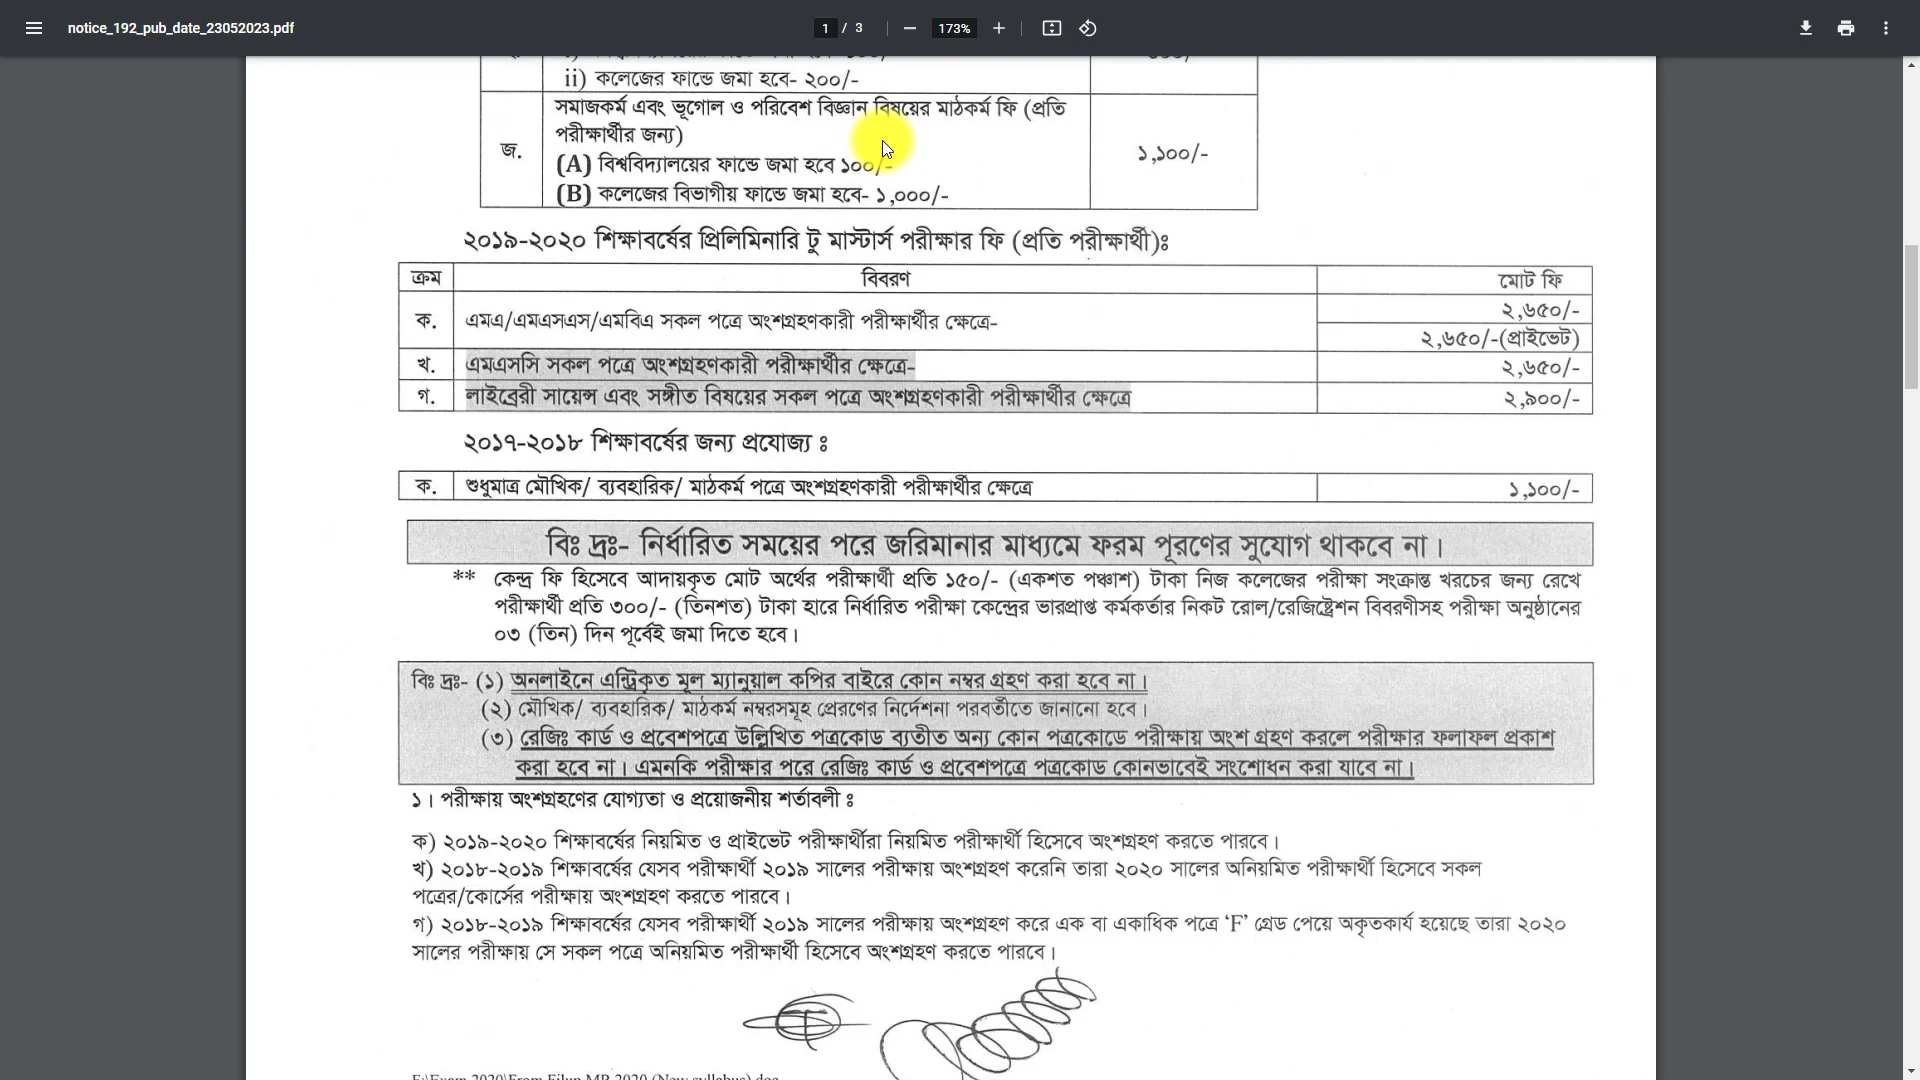 notice_192_pub_date_23052023.pdf
1 / 3
173%
ii) কলেজের ফান্ডে জমা হবে- ২০০/-
জ.
সমাজকর্ম এবং ভূগোল ও পরিবেশ বিজ্ঞান বিষয়ের মাঠকর্ম ফি (প্রতি
পরীক্ষার্থীর জন্য)
(A) বিশ্ববিদ্যালয়ের ফান্ডে জমা হবে ১০০/-
(B) কলেজের বিভাগীয় ফান্ডে জমা হবে- ১,০০০/-
১,১০০/-
২০১৯-২০২০ শিক্ষাবর্ষের প্রিলিমিনারি টু মাস্টার্স পরীক্ষার ফি (প্রতি পরীক্ষার্থী)ঃ
ক্রম বিবরণ মোট ফি
ক. এমএ/এমএসএস/এমবিএ সকল পত্রে অংশগ্রহণকারী পরীক্ষার্থীর ক্ষেত্রে- ২,৬৫০/-
২,৬৫০/-(প্রাইভেট)
খ. এমএসসি সকল পত্রে অংশগ্রহণকারী পরীক্ষার্থীর ক্ষেত্রে- ২,৬৫০/-
গ. লাইব্রেরী সায়েন্স এবং সঙ্গীত বিষয়ের সকল পত্রে অংশগ্রহণকারী পরীক্ষার্থীর ক্ষেত্রে ২,৯০০/-
২০১৭-২০১৮ শিক্ষাবর্ষের জন্য প্রযোজ্য ঃ
ক. শুধুমাত্র মৌখিক/ ব্যবহারিক/ মাঠকর্ম পত্রে অংশগ্রহণকারী পরীক্ষার্থীর ক্ষেত্রে ১,১০০/-
বিঃ দ্রঃ- নির্ধারিত সময়ের পরে জরিমানার মাধ্যমে ফরম পূরণের সুযোগ থাকবে না।
** কেন্দ্র ফি হিসেবে আদায়কৃত মোট অর্থের পরীক্ষার্থী প্রতি ১৫০/- (একশত পঞ্চাশ) টাকা নিজ কলেজের পরীক্ষা সংক্রান্ত খরচের জন্য রেখে
পরীক্ষার্থী প্রতি ৩০০/- (তিনশত) টাকা হারে নির্ধারিত পরীক্ষা কেন্দ্রের ভারপ্রাপ্ত কর্মকর্তার নিকট রোল/রেজিষ্ট্রেশন বিবরণীসহ পরীক্ষা অনুষ্ঠানের
০৩ (তিন) দিন পূর্বেই জমা দিতে হবে।
বিঃ দ্রঃ- (১) অনলাইনে এন্ট্রিকৃত মূল ম্যানুয়াল কপির বাইরে কোন নম্বর গ্রহণ করা হবে না।
(২) মৌখিক/ ব্যবহারিক/ মাঠকর্ম নম্বরসমূহ প্রেরণের নির্দেশনা পরবর্তীতে জানানো হবে।
(৩) রেজিঃ কার্ড ও প্রবেশপত্রে উল্লিখিত পত্রকোড ব্যতীত অন্য কোন পত্রকোডে পরীক্ষায় অংশ গ্রহণ করলে পরীক্ষার ফলাফল প্রকাশ
করা হবে না। এমনকি পরীক্ষার পরে রেজিঃ কার্ড ও প্রবেশপত্রে পত্রকোড কোনভাবেই সংশোধন করা যাবে না।
১। পরীক্ষায় অংশগ্রহণের যোগ্যতা ও প্রয়োজনীয় শর্তাবলী ঃ
ক) ২০১৯-২০২০ শিক্ষাবর্ষের নিয়মিত ও প্রাইভেট পরীক্ষার্থীরা নিয়মিত পরীক্ষার্থী হিসেবে অংশগ্রহণ করতে পারবে।
খ) ২০১৮-২০১৯ শিক্ষাবর্ষের যেসব পরীক্ষার্থী ২০১৯ সালের পরীক্ষায় অংশগ্রহণ করেনি তারা ২০২০ সালের অনিয়মিত পরীক্ষার্থী হিসেবে সকল
পত্রের/কোর্সের পরীক্ষায় অংশগ্রহণ করতে পারবে।
গ) ২০১৮-২০১৯ শিক্ষাবর্ষের যেসব পরীক্ষার্থী ২০১৯ সালের পরীক্ষায় অংশগ্রহণ করে এক বা একাধিক পত্রে ‘F’ গ্রেড পেয়ে অকৃতকার্য হয়েছে তারা ২০২০
সালের পরীক্ষায় সে সকল পত্রে অনিয়মিত পরীক্ষার্থী হিসেবে অংশগ্রহণ করতে পারবে।